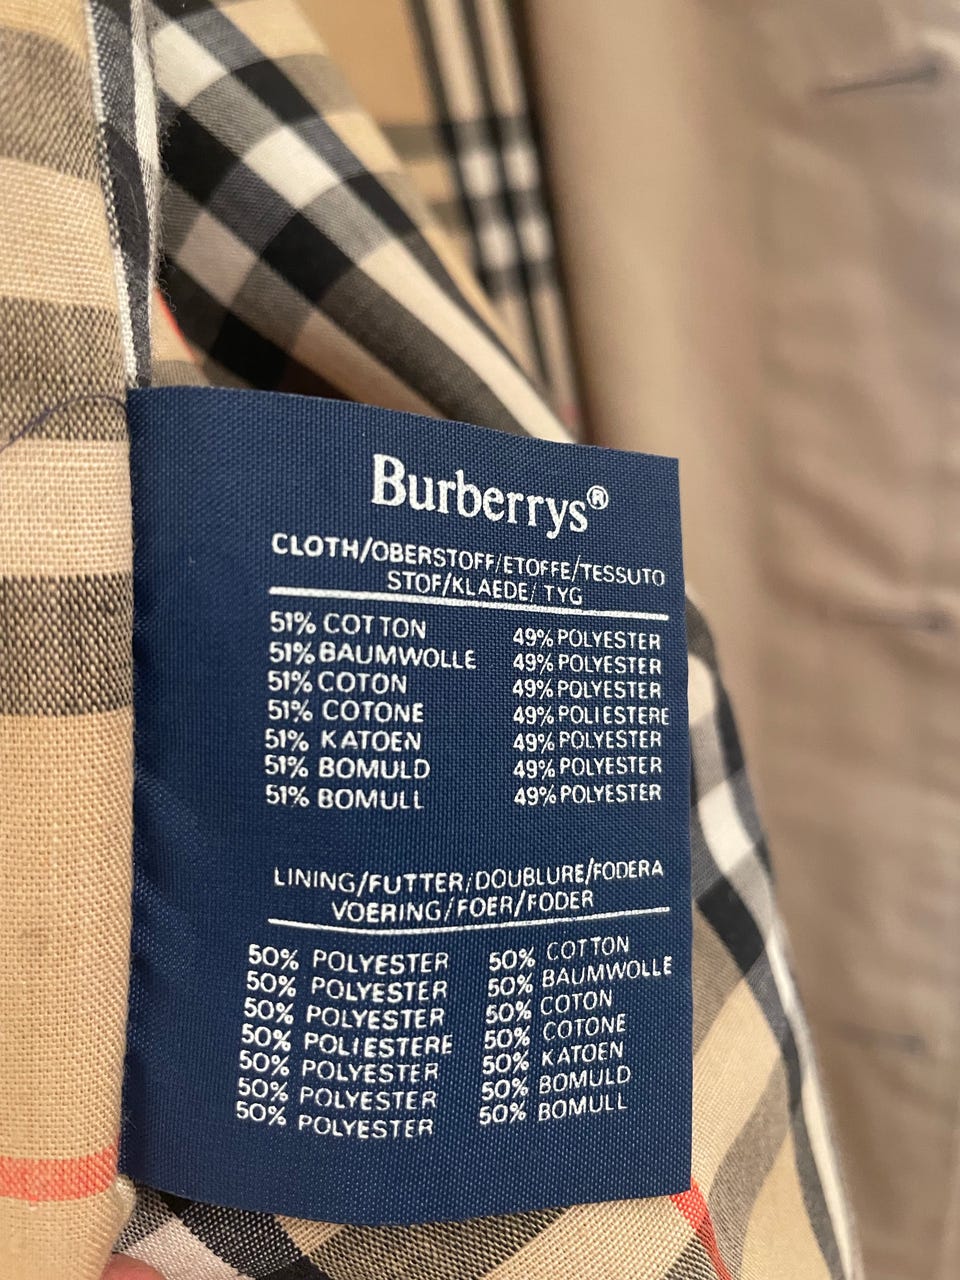 Burberrys®
CLOTH/OBERSTOFF/ETOFFE/TESSUTO
STOF/KLAEDE/TYG
51% COTTON 49% POLYESTER
51% BAUMWOLLE 49% POLYESTER
51% COTON 49% POLYESTER
51% COTONE 49% POLIESTERE
51% KATOEN 49% POLYESTER
51% BOMULD 49% POLYESTER
51% BOMULL 49% POLYESTER
LINING/FUTTER/DOUBLURE/FODERA
VOERING/FOER/FODER
50% POLYESTER 50% COTTON
50% POLYESTER 50% BAUMWOLLE
50% POLYESTER 50% COTON
50% POLIESTERE 50% COTONE
50% POLYESTER 50% KATOEN
50% POLYESTER 50% BOMULD
50% POLYESTER 50% BOMULL